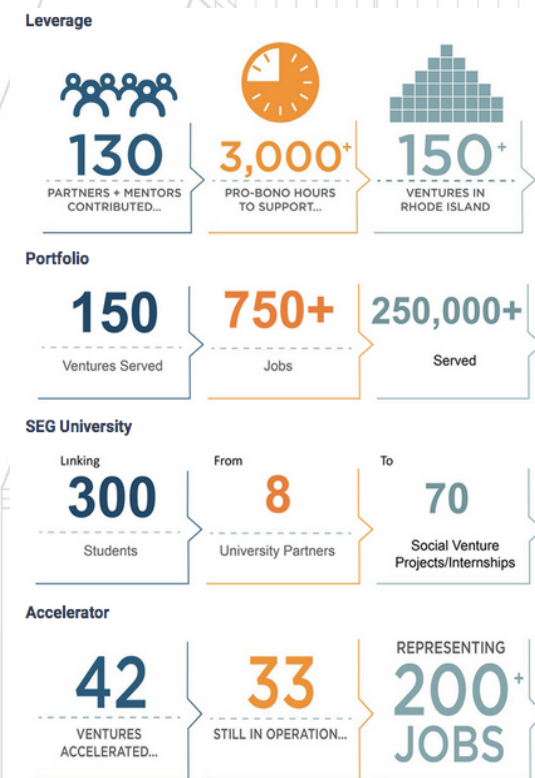 Leverage
130
PARTNERS + MENTORS
CONTRIBUTED...
3,000+
PRO-BONO HOURS
TO SUPPORT...
150+
VENTURES IN
RHODE ISLAND
Portfolio
150
Ventures Served
750+
Jobs
250,000+
Served
SEG University
Linking
300
Students
From
8
University Partners
To
70
Social Venture
Projects/Internships
Accelerator
42
VENTURES
ACCELERATED...
33
STILL IN OPERATION...
REPRESENTING
200+
JOBS